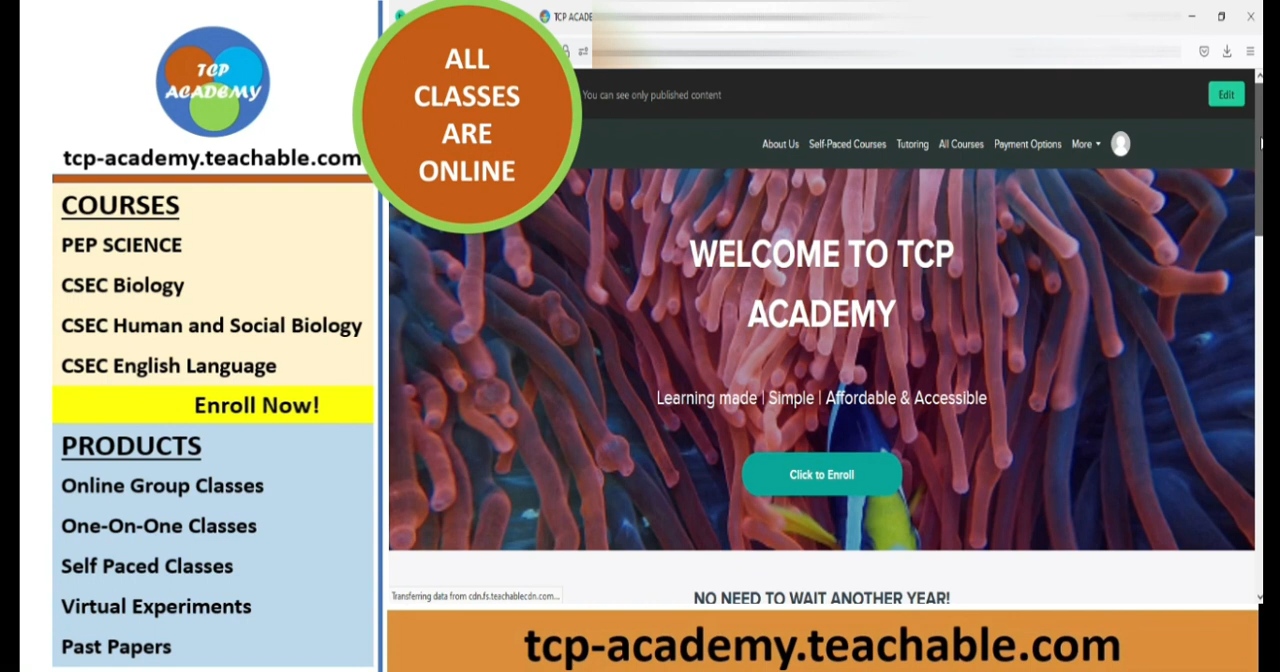 TCP
ACADEMY
tcp-academy.teachable.com
COURSES
PEP SCIENCE
CSEC Biology
CSEC Human and Social Biology
CSEC English Language
Enroll Now!
PRODUCTS
Online Group Classes
One-On-One Classes
Self Paced Classes
Virtual Experiments
Past Papers
ALL
CLASSES
ARE
ONLINE
TCP ACADE
You can see only published content
Edit
About Us Self-Paced Courses Tutoring All Courses Payment Options More
WELCOME TO TCP
ACADEMY
Learning made | Simple | Affordable & Accessible
Click to Enroll
Transferring data from cdn.fs.teachablecdn.com...
NO NEED TO WAIT ANOTHER YEAR!
tcp-academy.teachable.com